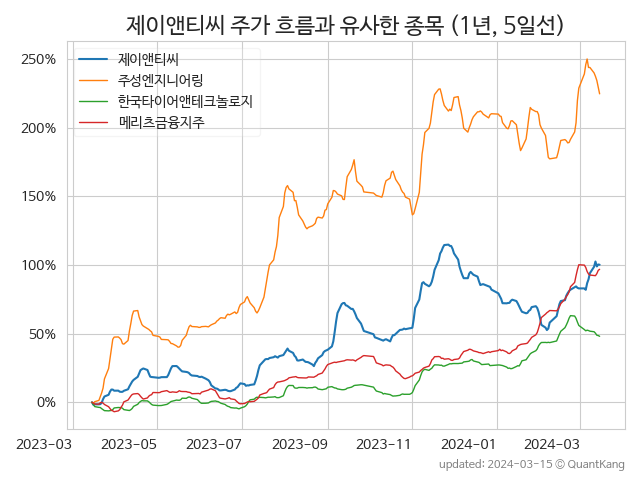 제이앤티씨 주가 흐름과 유사한 종목 (1년, 5일선)
제이앤티씨
주성엔지니어링
한국타이어앤테크놀로지
메리츠금융지주
250%
200%
150%
100%
50%
0%
2023-03 2023-05 2023-07 2023-09 2023-11 2024-01 2024-03
updated: 2024-03-15 © QuantKang